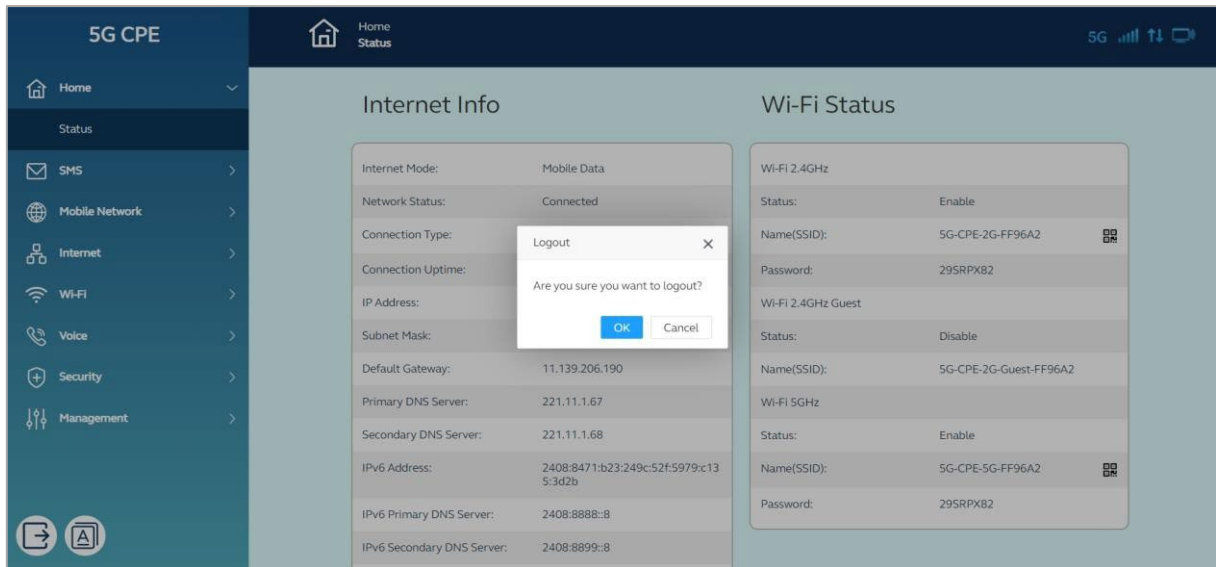 5G CPE
Home
Status
5G
Home
Status
SMS
Mobile Network
Internet
Wi-Fi
Voice
Security
Management
Internet Info
Internet Mode: Mobile Data
Network Status: Connected
Connection Type:
Connection Uptime:
IP Address:
Subnet Mask:
Default Gateway: 11.139.206.190
Primary DNS Server: 221.11.1.67
Secondary DNS Server: 221.11.1.68
IPv6 Address: 2408:8471:b23:249c:52f:5979:c13
5:3d2b
IPv6 Primary DNS Server: 2408:8888::8
IPv6 Secondary DNS Server: 2408:8899::8
Logout
Are you sure you want to logout?
OK Cancel
Wi-Fi Status
Wi-Fi 2.4GHz
Status: Enable
Name(SSID): 5G-CPE-2G-FF96A2
Password: 295RPX82
Wi-Fi 2.4GHz Guest
Status: Disable
Name(SSID): 5G-CPE-2G-Guest-FF96A2
Wi-Fi 5GHz
Status: Enable
Name(SSID): 5G-CPE-5G-FF96A2
Password: 295RPX82
A